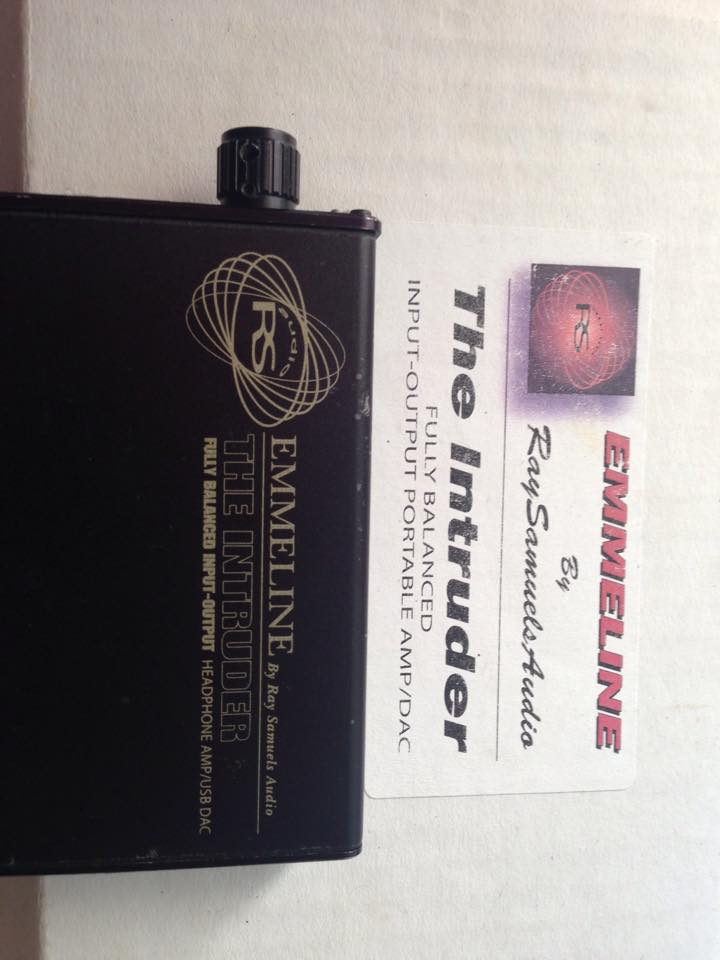 RS audio
EMMELINE By Ray Samuels Audio
THE INTRUDER
FULLY BALANCED INPUT-OUTPUT HEADPHONE AMP/USB DAC
EMMELINE
By
RaySamuelsAudio
RS
The Intruder
FULLY BALANCED
INPUT-OUTPUT PORTABLE AMP/DAC